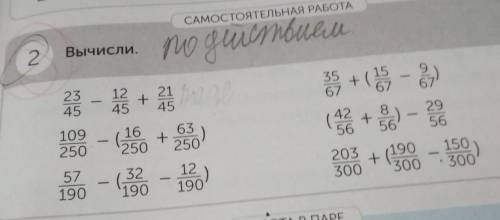 САМОСТОЯТЕЛЬНАЯ РАБОТА
2 Вычисли. по действием
23/45 − 12/45 + 21/45
109/250 − (16/250 + 63/250)
57/190 − (32/190 − 12/190)
35/67 + (15/67 − 9/67)
(42/56 + 8/56) − 29/56
203/300 + (190/300 − 150/300)
В ПАРЕ